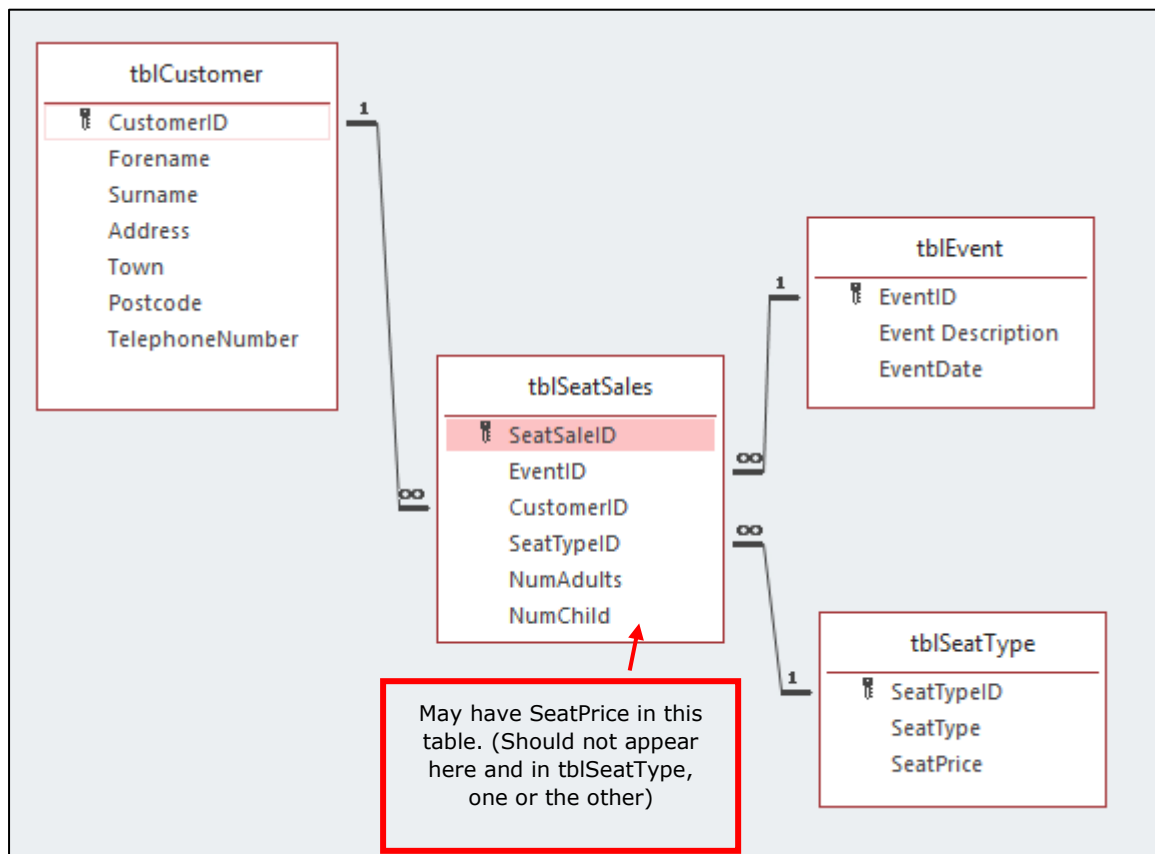 tblCustomer
CustomerID
Forename
Surname
Address
Town
Postcode
TelephoneNumber
1
∞
tblSeatSales
SeatSaleID
EventID
CustomerID
SeatTypeID
NumAdults
NumChild
1
∞
tblEvent
EventID
Event Description
EventDate
∞
1
tblSeatType
SeatTypeID
SeatType
SeatPrice
May have SeatPrice in this
table. (Should not appear
here and in tblSeatType,
one or the other)